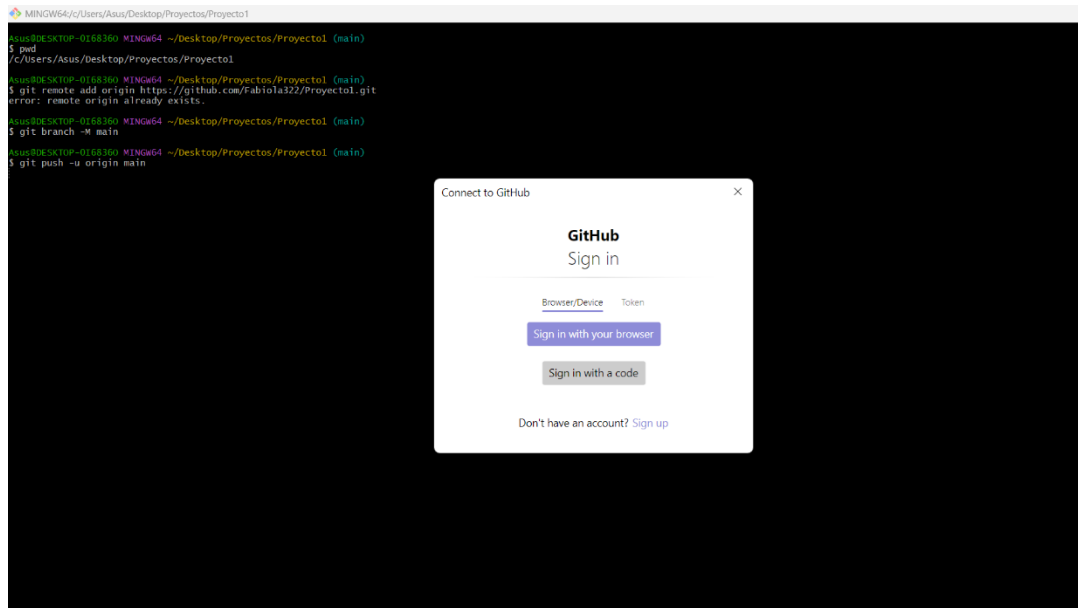 MINGW64:/c/Users/Asus/Desktop/Proyectos/Proyecto1
Asus@DESKTOP-OI68360 MINGW64 ~/Desktop/Proyectos/Proyecto1 (main)
$ pwd
/c/Users/Asus/Desktop/Proyectos/Proyecto1
Asus@DESKTOP-OI68360 MINGW64 ~/Desktop/Proyectos/Proyecto1 (main)
$ git remote add origin https://github.com/Fabiola322/Proyecto1.git
error: remote origin already exists.
Asus@DESKTOP-OI68360 MINGW64 ~/Desktop/Proyectos/Proyecto1 (main)
$ git branch -M main
Asus@DESKTOP-OI68360 MINGW64 ~/Desktop/Proyectos/Proyecto1 (main)
$ git push -u origin main
Connect to GitHub
GitHub
Sign in
Browser/Device Token
Sign in with your browser
Sign in with a code
Don't have an account? Sign up